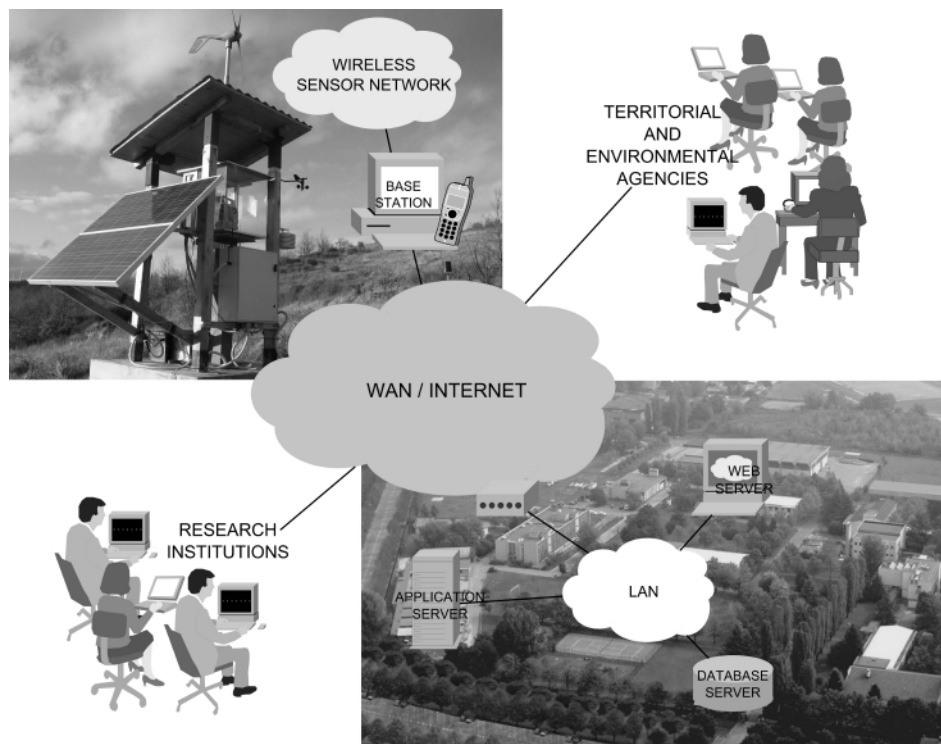 WIRELESS
SENSOR NETWORK
BASE
STATION
TERRITORIAL
AND
ENVIRONMENTAL
AGENCIES
WAN / INTERNET
WEB
SERVER
RESEARCH
INSTITUTIONS
APPLICATION
SERVER
LAN
DATABASE
SERVER